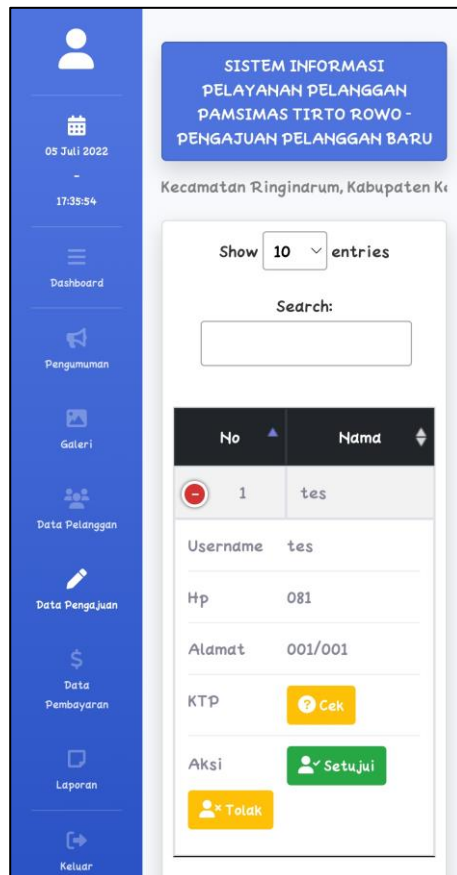 05 Juli 2022
-
17:35:54
Dashboard
Pengumuman
Galeri
Data Pelanggan
Data Pengajuan
Data
Pembayaran
Laporan
Keluar
SISTEM INFORMASI
PELAYANAN PELANGGAN
PAMSIMAS TIRTO ROWO -
PENGAJUAN PELANGGAN BARU
Kecamatan Ringinarum, Kabupaten
Show 10 entries
Search:
No Nama
1 tes
Username tes
Hp 081
Alamat 001/001
KTP Cek
Aksi Setujui
Tolak